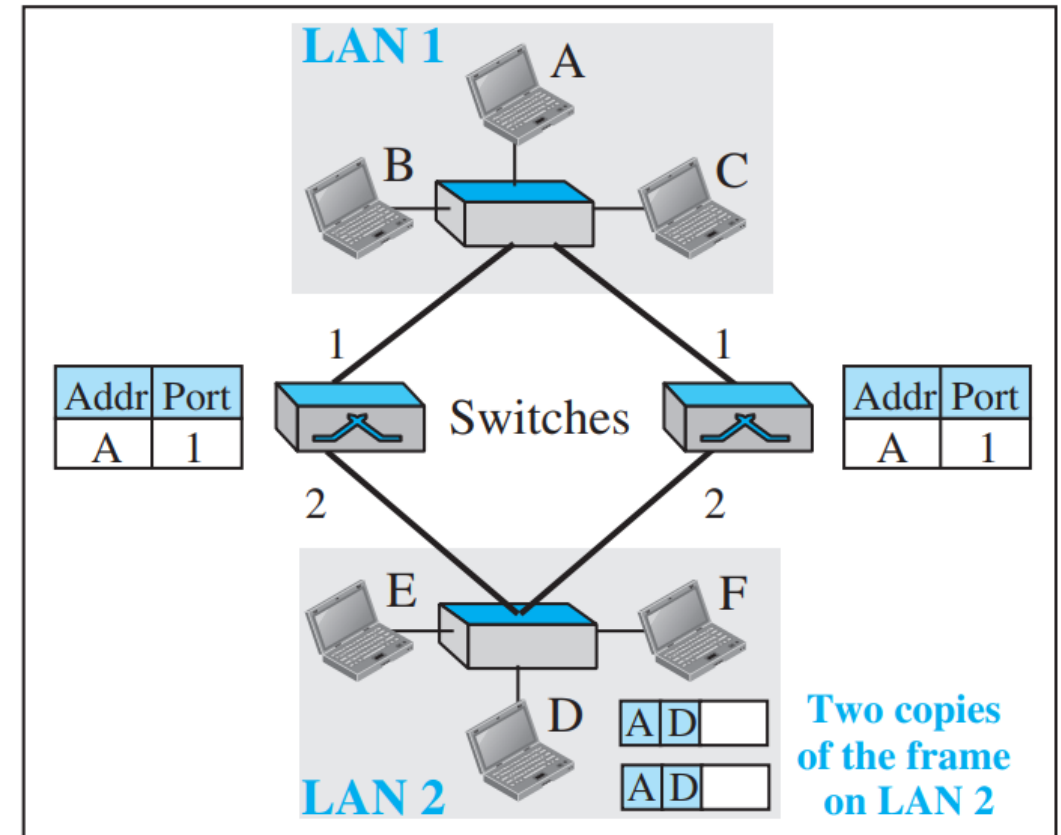 LAN 1
A
B
C
1
1
Addr Port
A 1
Switches
Addr Port
A 1
2
2
E
F
D
A D
A D
Two copies
of the frame
on LAN 2
LAN 2